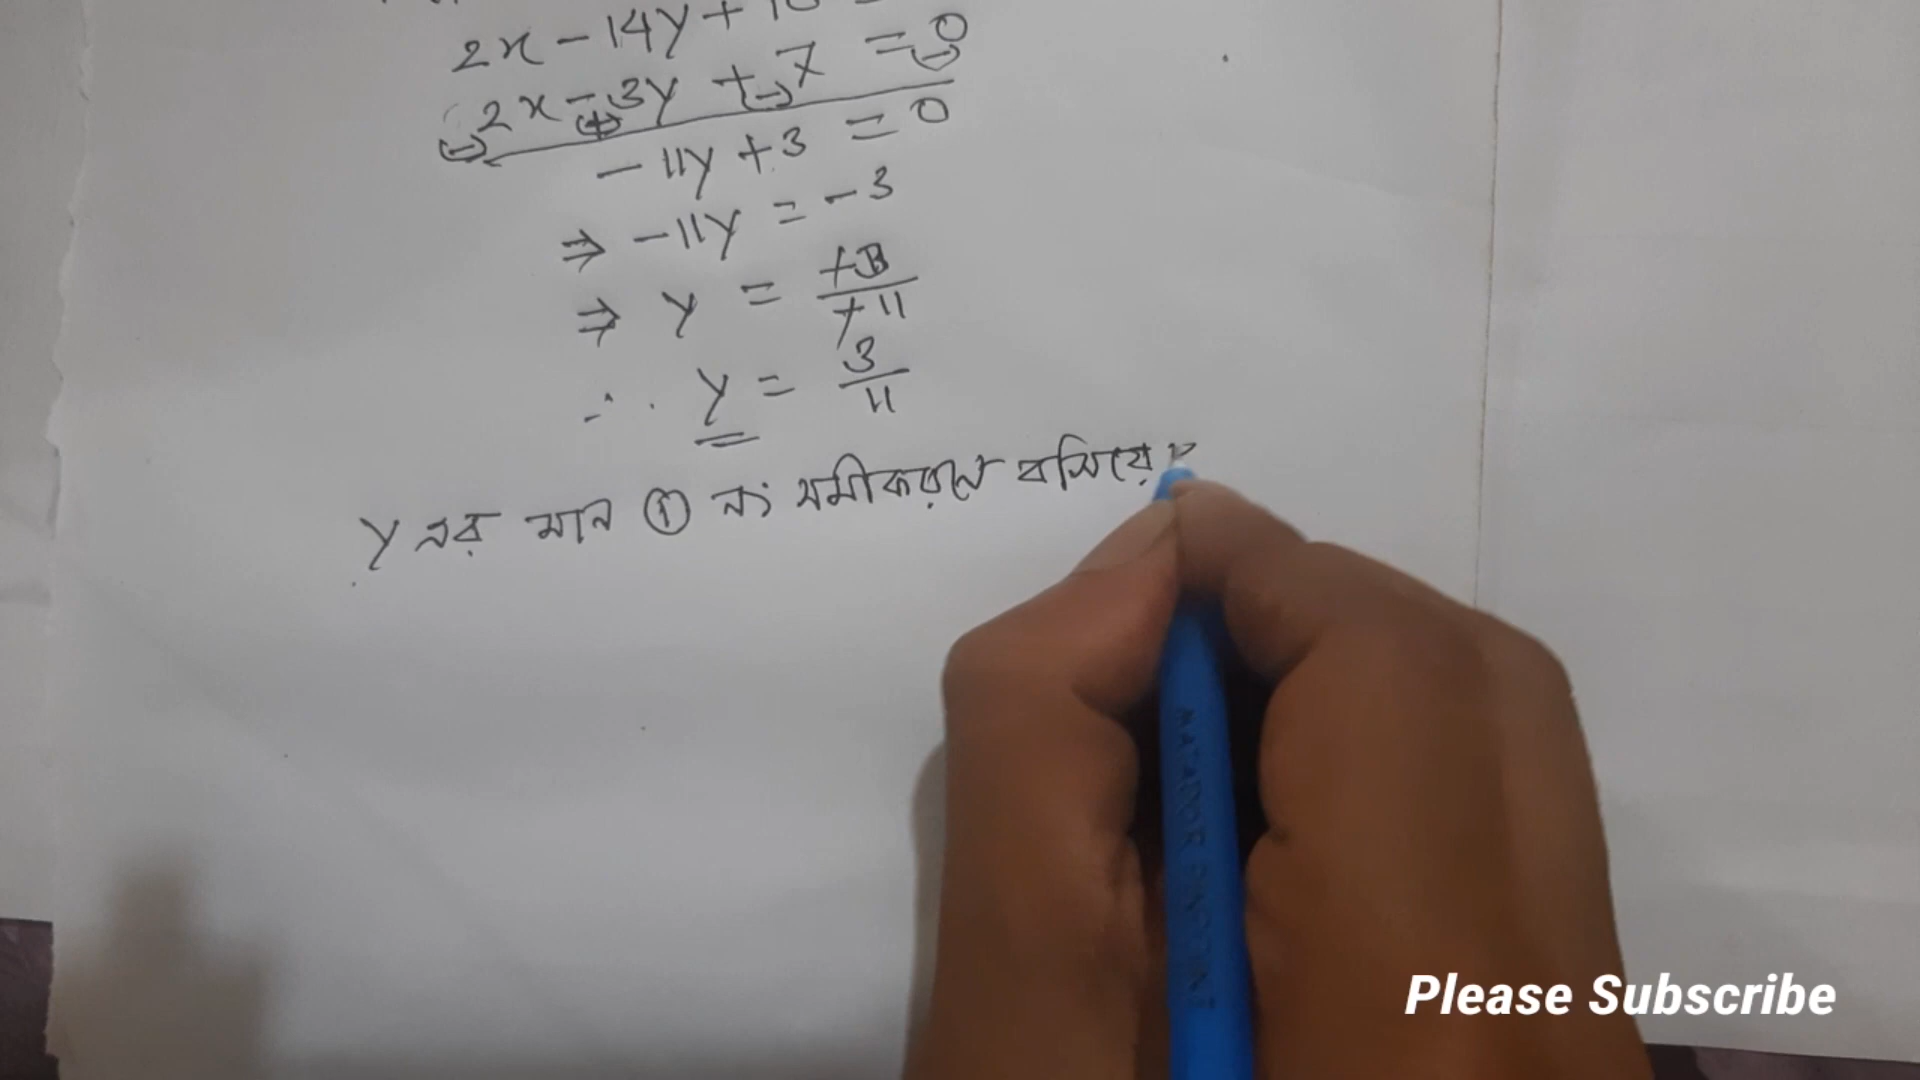 2x - 14y + 10
2x - 3y + 7 = 0
(-) (+) (-) (-)
- 11y + 3 = 0
⇒ - 11y = - 3
⇒ y = +3/+11
∴ y = 3/11
y এর মান ① নং সমীকরণে বসিয়ে
MATADOR
Please Subscribe